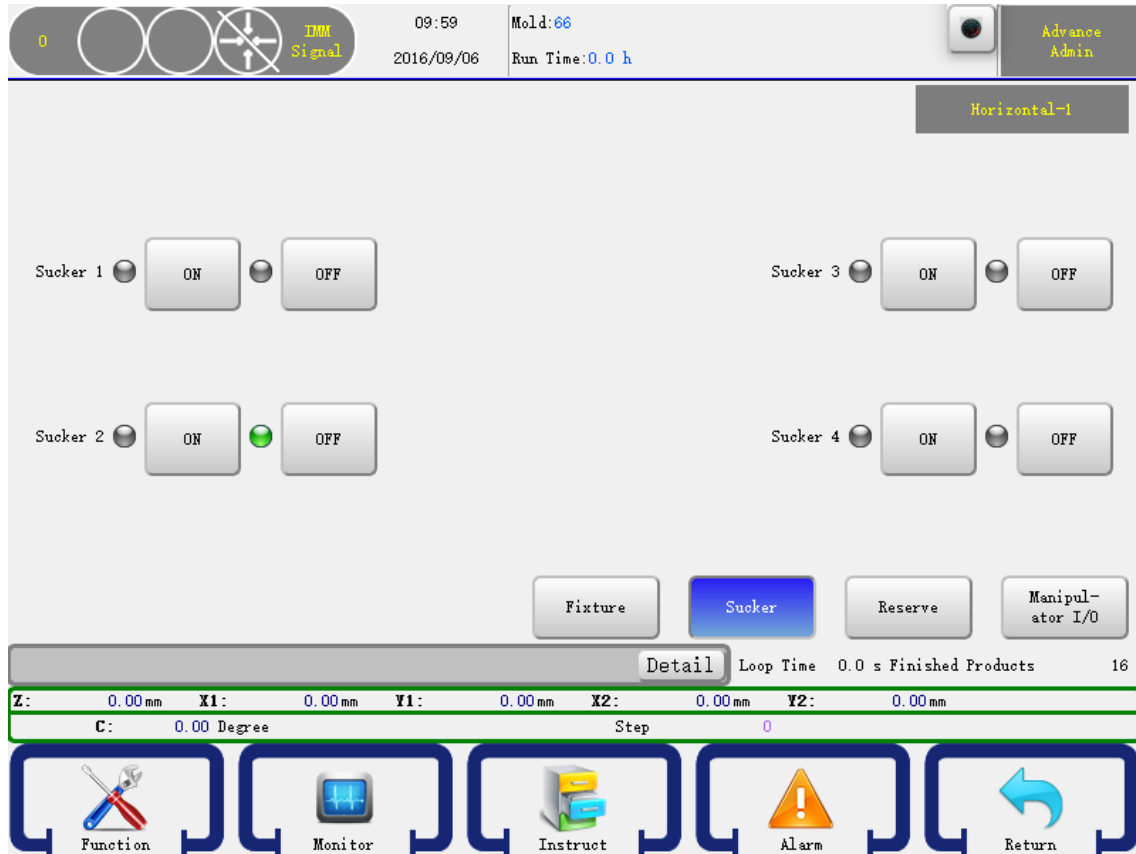 0
IMM
Signal
09:59
2016/09/06
Mold:66
Run Time:0.0 h
Advance
Admin
Horizontal-1
Sucker 1 ON OFF
Sucker 3 ON OFF
Sucker 2 ON OFF
Sucker 4 ON OFF
Fixture
Sucker
Reserve
Manipul-
ator I/O
Detail
Loop Time 0.0 s Finished Products 16
Z: 0.00 mm X1: 0.00 mm Y1: 0.00 mm X2: 0.00 mm Y2: 0.00 mm
C: 0.00 Degree Step 0
Function
Monitor
Instruct
Alarm
Return